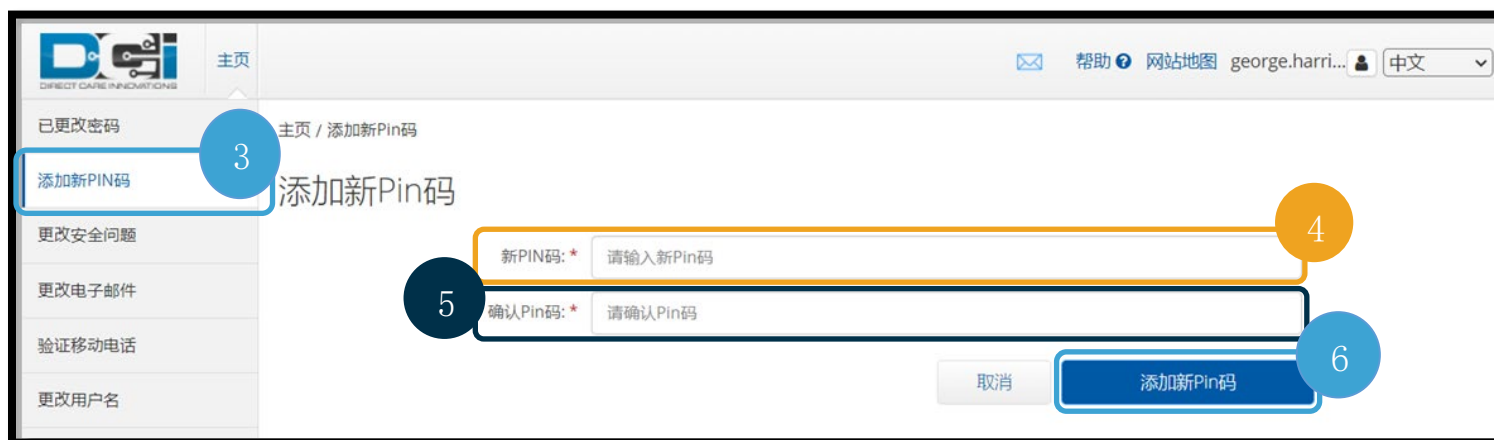 DCI
DIRECT CARE INNOVATIONS
主页
帮助 网站地图 george.harri... 中文
已更改密码
添加新PIN码
更改安全问题
更改电子邮件
验证移动电话
更改用户名
3
主页 / 添加新Pin码
添加新Pin码
4
新PIN码: * 请输入新Pin码
5
确认Pin码: * 请确认Pin码
取消 添加新Pin码
6